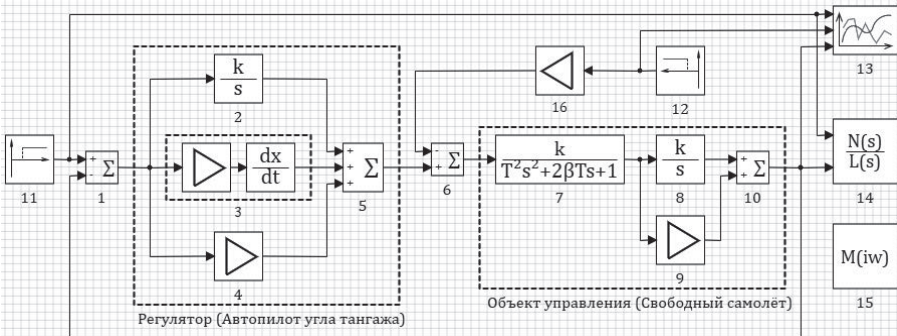 k
s
2
16
12
13
k
T²s²+2βTs+1
7
k
s
8
N(s)
L(s)
14
11
+
-
Σ
1
dx
dt
3
+
+
+
Σ
5
-
+
Σ
6
+
+
Σ
10
4
9
M(iw)
15
Регулятор (Автопилот угла тангажа)
Объект управления (Свободный самолёт)